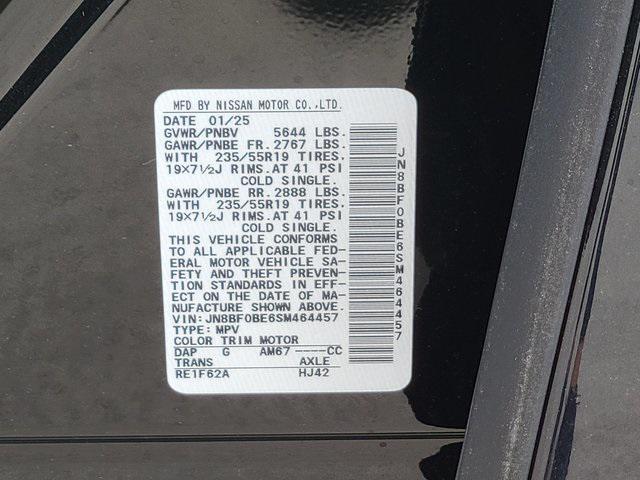 MFD BY NISSAN MOTOR CO.,LTD.
DATE 01/25
GVWR/PNBV 5644 LBS.
GAWR/PNBE FR. 2767 LBS.
WITH 235/55R19 TIRES.
19×7½J RIMS. AT 41 PSI
COLD SINGLE.
GAWR/PNBE RR. 2888 LBS.
WITH 235/55R19 TIRES.
19×7½J RIMS. AT 41 PSI
COLD SINGLE.
THIS VEHICLE CONFORMS
TO ALL APPLICABLE FED-
ERAL MOTOR VEHICLE SA-
FETY AND THEFT PREVEN-
TION STANDARDS IN EFF-
ECT ON THE DATE OF MA-
NUFACTURE SHOWN ABOVE.
VIN:JN8BF0BE6SM464457
TYPE:MPV
COLOR TRIM MOTOR
DAP G AM67 ----CC
TRANS AXLE
RE1F62A HJ42
JN8BF0BE6SM464457